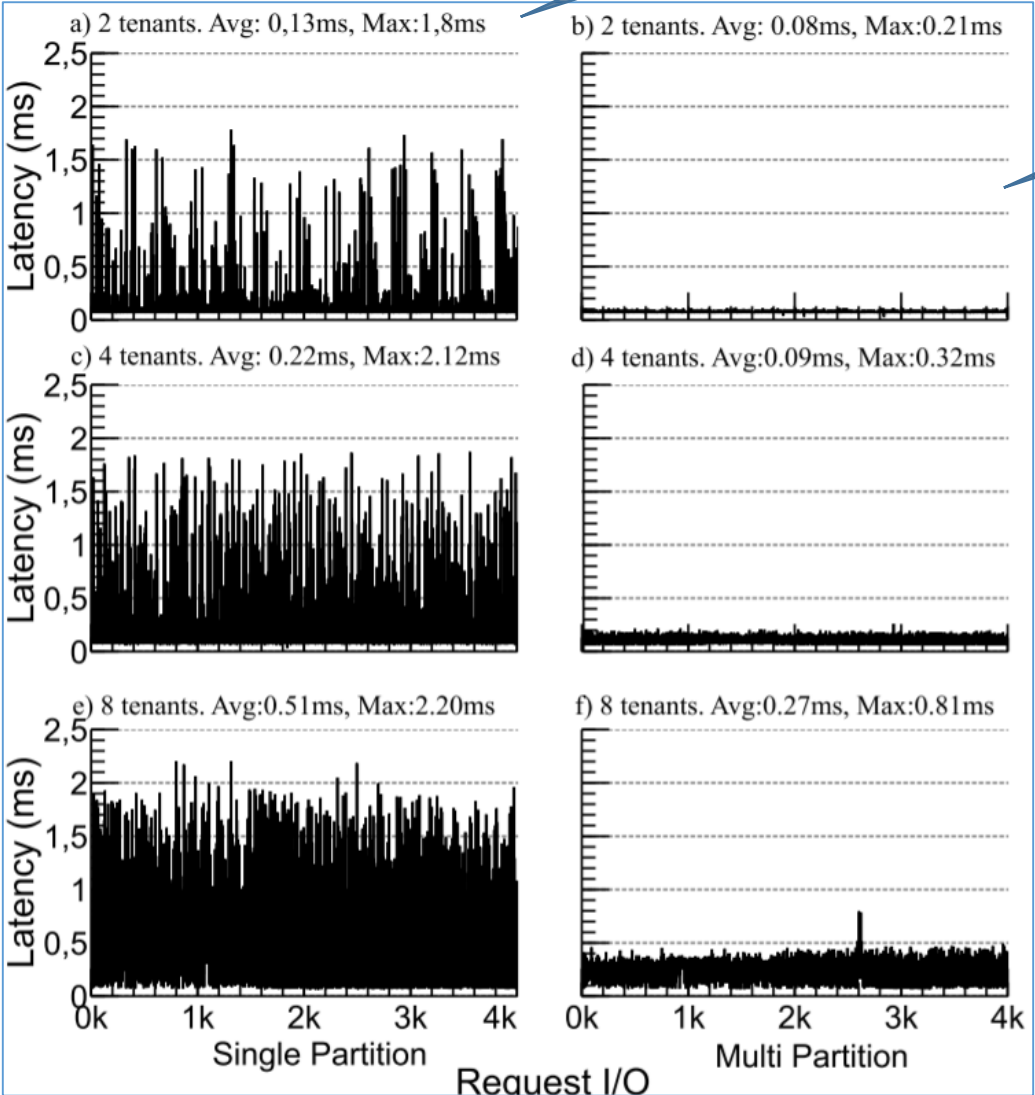 a) 2 tenants. Avg: 0,13ms, Max:1,8ms
b) 2 tenants. Avg: 0.08ms, Max:0.21ms
Latency (ms)
2,5
2
1,5
1
0,5
0
c) 4 tenants. Avg: 0.22ms, Max:2.12ms
d) 4 tenants. Avg:0.09ms, Max:0.32ms
Latency (ms)
2,5
2
1,5
1
0,5
0
e) 8 tenants. Avg:0.51ms, Max:2.20ms
f) 8 tenants. Avg:0.27ms, Max:0.81ms
Latency (ms)
2,5
2
1,5
1
0,5
0
0k 1k 2k 3k 4k
0k 1k 2k 3k 4k
Single Partition
Multi Partition
Request I/O